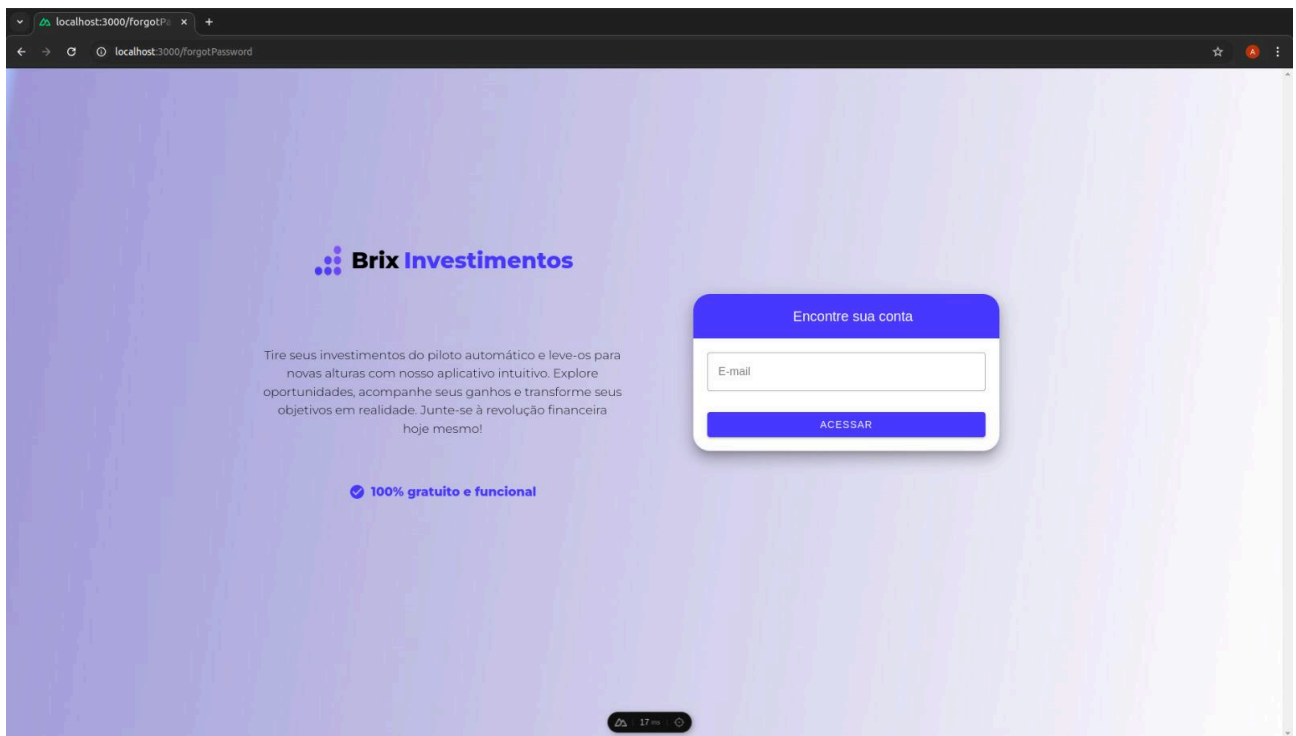 localhost:3000/forgotPa
localhost:3000/forgotPassword
A
Brix Investimentos
Tire seus investimentos do piloto automático e leve-os para
novas alturas com nosso aplicativo intuitivo. Explore
oportunidades, acompanhe seus ganhos e transforme seus
objetivos em realidade. Junte-se à revolução financeira
hoje mesmo!
100% gratuito e funcional
Encontre sua conta
E-mail
ACESSAR
17 ms